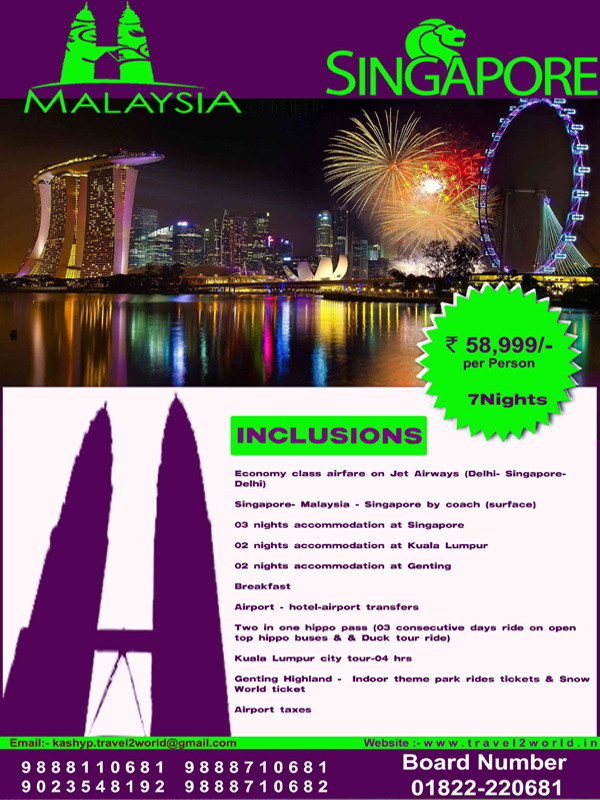 MALAYSIA
SINGAPORE
₹ 58,999/-
per Person
7Nights
INCLUSIONS
Economy class airfare on Jet Airways (Delhi- Singapore-
Delhi)
Singapore- Malaysia - Singapore by coach (surface)
03 nights accommodation at Singapore
02 nights accommodation at Kuala Lumpur
02 nights accommodation at Genting
Breakfast
Airport - hotel-airport transfers
Two in one hippo pass (03 consecutive days ride on open
top hippo buses & & Duck tour ride)
Kuala Lumpur city tour-04 hrs
Genting Highland - Indoor theme park rides tickets & Snow
World ticket
Airport taxes
Email:- kashyp.travel2world@gmail.com
Website :- www.travel2world.in
9888110681 9888710681
9023548192 9888710682
Board Number
01822-220681